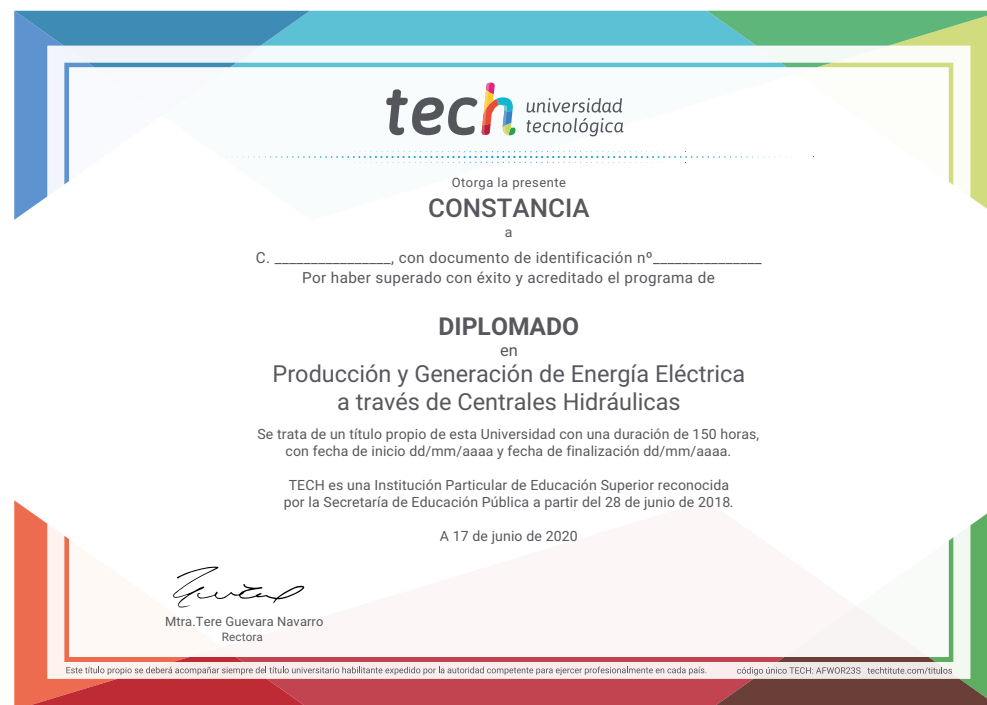 tech universidad
tecnológica
Otorga la presente
CONSTANCIA
a
C. ________________, con documento de identificación nº_______________
Por haber superado con éxito y acreditado el programa de
DIPLOMADO
en
Producción y Generación de Energía Eléctrica
a través de Centrales Hidráulicas
Se trata de un título propio de esta Universidad con una duración de 150 horas,
con fecha de inicio dd/mm/aaaa y fecha de finalización dd/mm/aaaa.
TECH es una Institución Particular de Educación Superior reconocida
por la Secretaría de Educación Pública a partir del 28 de junio de 2018.
A 17 de junio de 2020
Mtra.Tere Guevara Navarro
Rectora
Este título propio se deberá acompañar siempre del título universitario habilitante expedido por la autoridad competente para ejercer profesionalmente en cada país. código único TECH: AFWOR23S techtitute.com/titulos